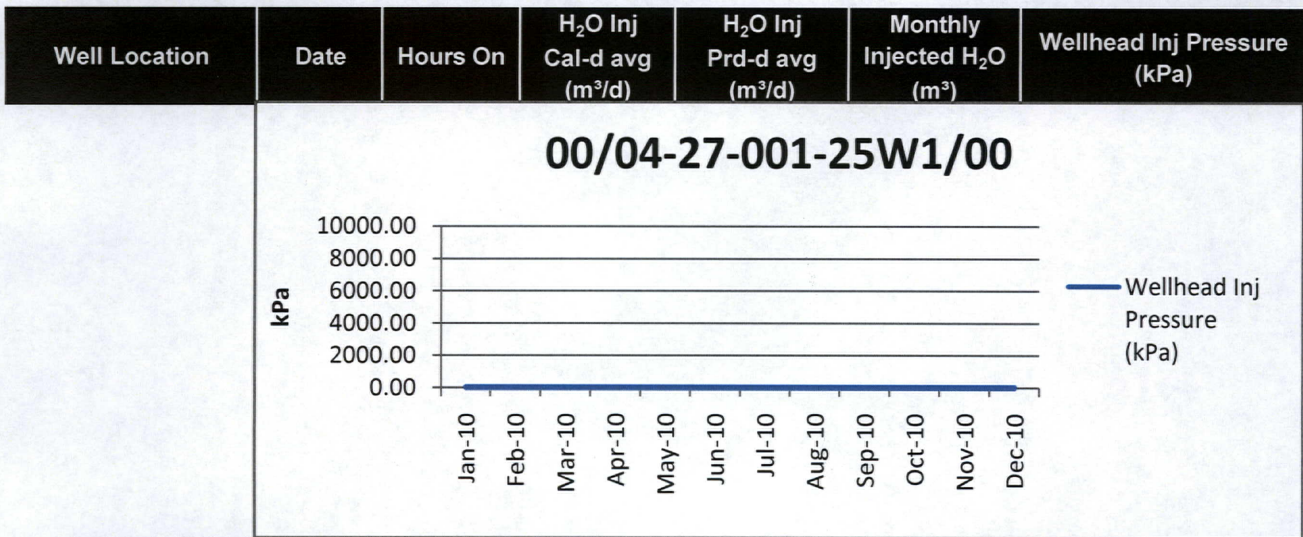 Well Location
Date
Hours On
H₂O Inj
Cal-d avg
(m³/d)
H₂O Inj
Prd-d avg
(m³/d)
Monthly
Injected H₂O
(m³)
Wellhead Inj Pressure
(kPa)
00/04-27-001-25W1/00
10000.00
8000.00
6000.00
4000.00
2000.00
0.00
kPa
Jan-10
Feb-10
Mar-10
Apr-10
May-10
Jun-10
Jul-10
Aug-10
Sep-10
Oct-10
Nov-10
Dec-10
Wellhead Inj
Pressure
(kPa)